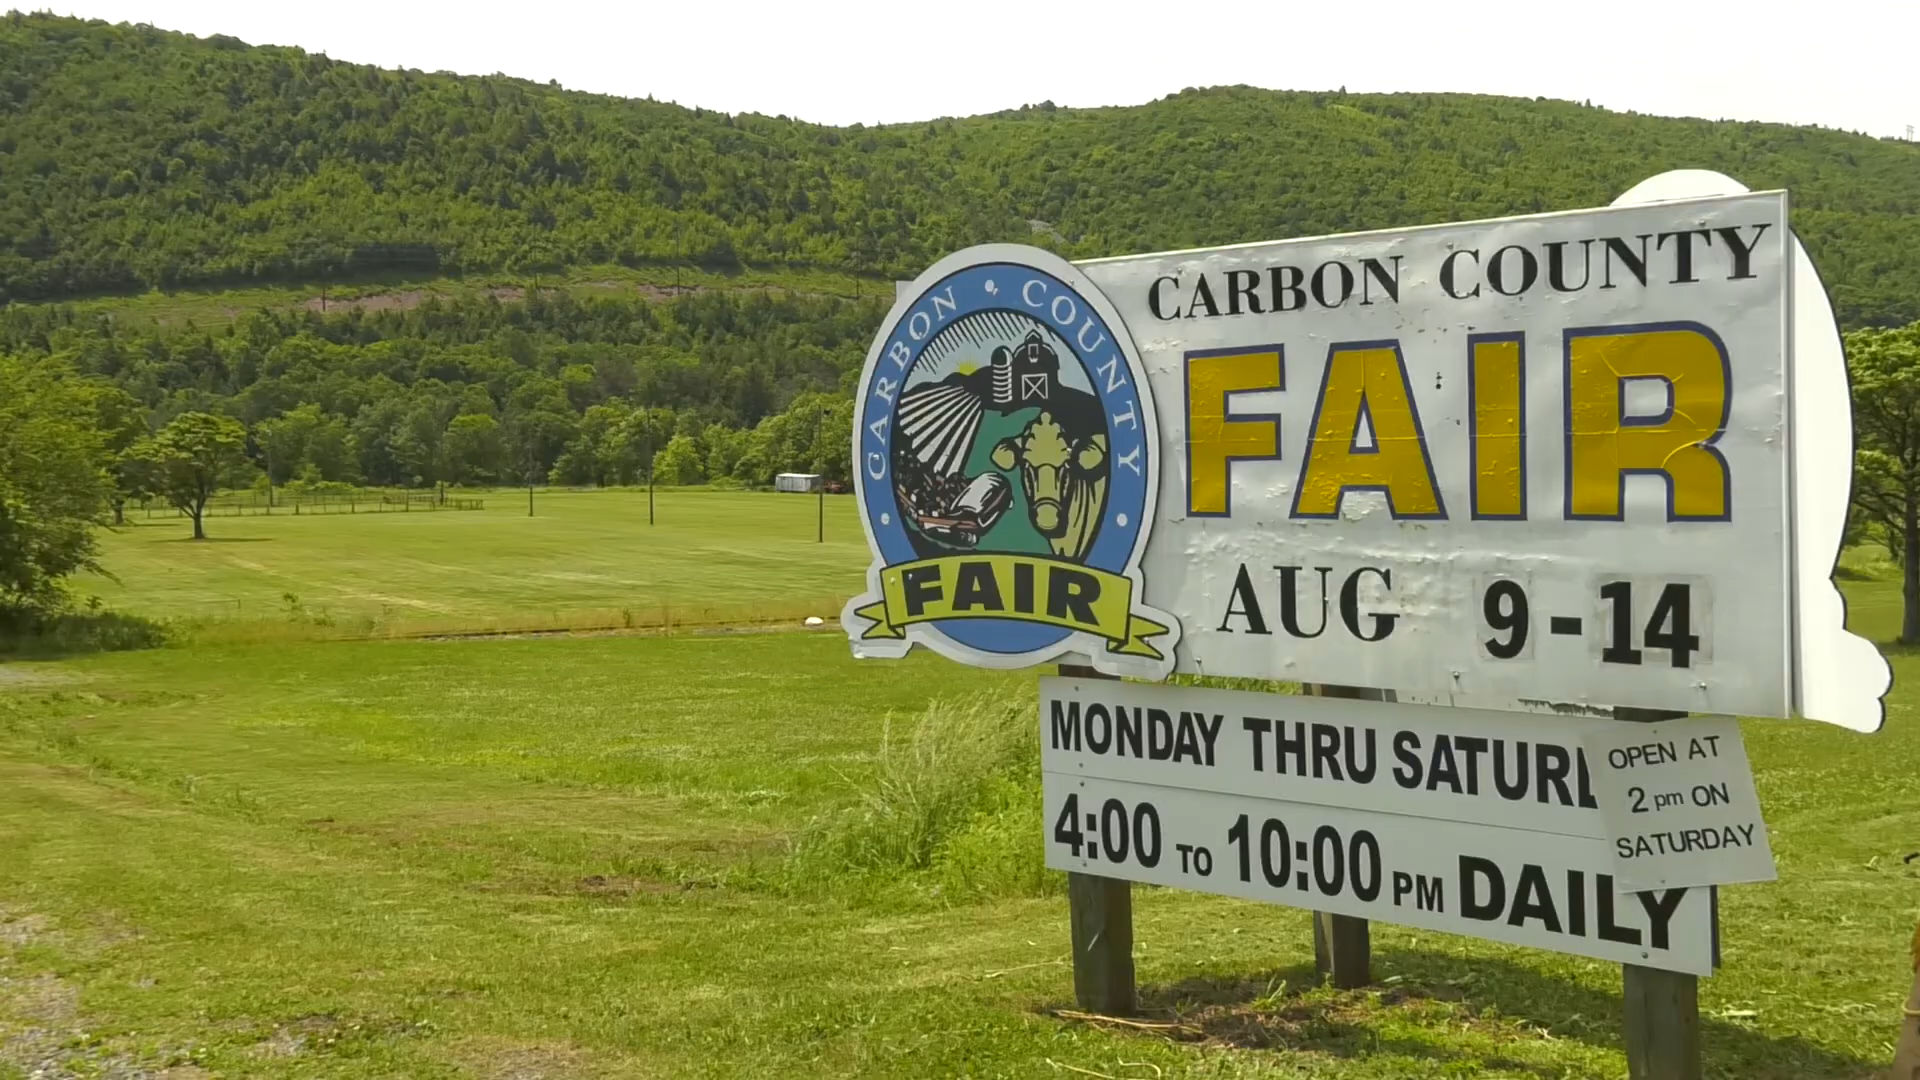 CARBON • COUNTY
FAIR
CARBON COUNTY
FAIR
AUG 9-14
MONDAY THRU SATUR
4:00 TO 10:00 PM DAILY
OPEN AT
2 pm ON
SATURDAY